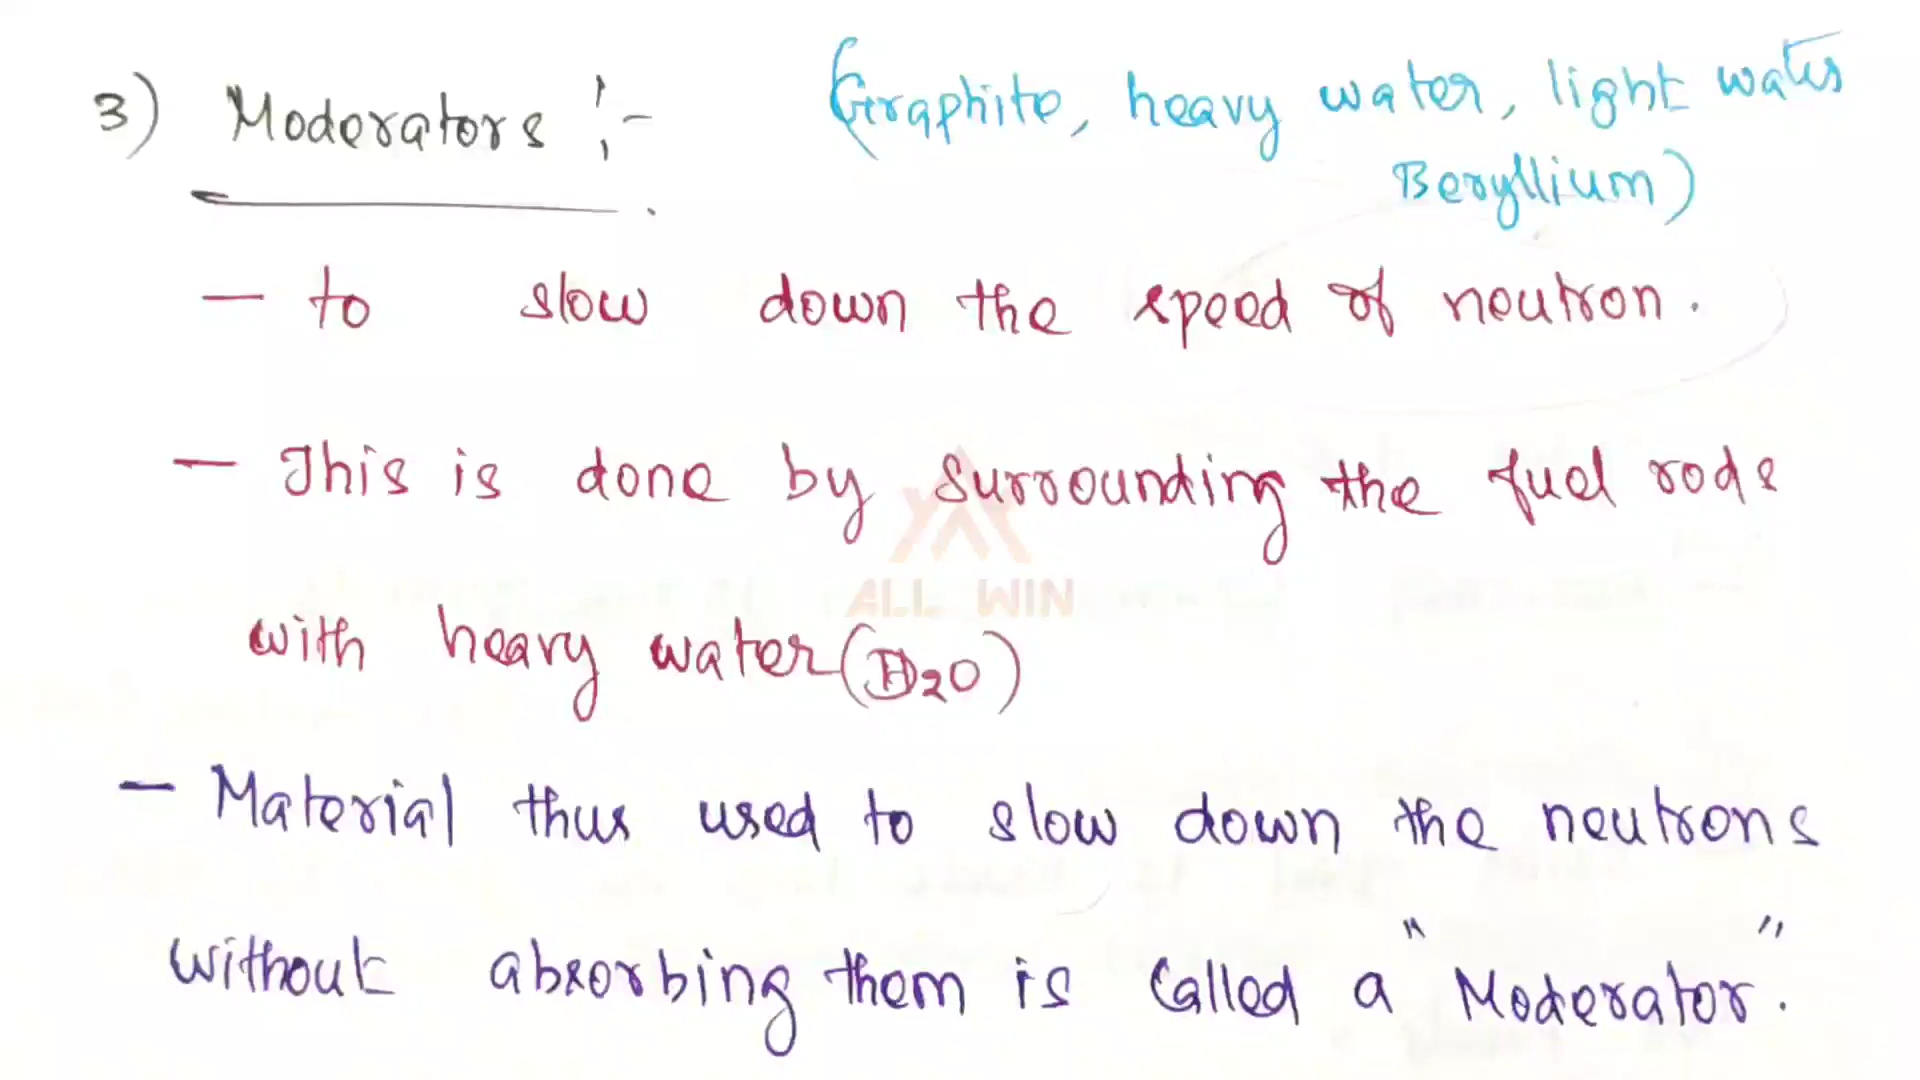 3) Moderators :- (Graphite, heavy water, light water
Beryllium)
- to slow down the speed of neutron.
- This is done by surrounding the fuel rods
ALL WIN
with heavy water (D2O)
- Material thus used to slow down the neutrons
without absorbing them is called a "Moderator".